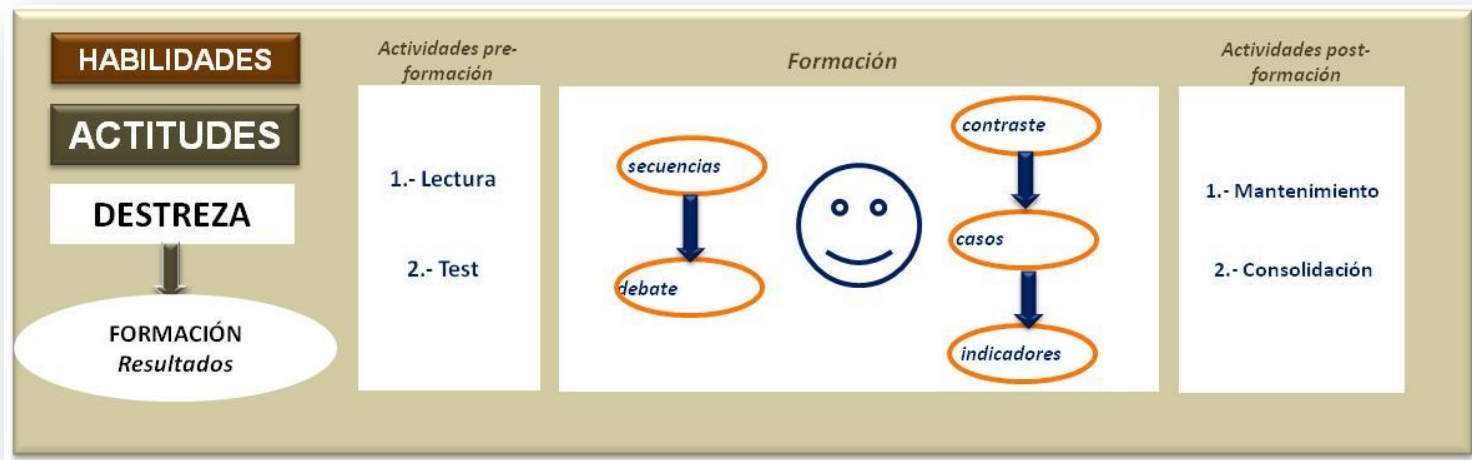 HABILIDADES
ACTITUDES
DESTREZA
FORMACIÓN
Resultados
Actividades pre-
formación
1.- Lectura
2.- Test
Formación
secuencias
debate
contraste
casos
indicadores
Actividades post-
formación
1.- Mantenimiento
2.- Consolidación